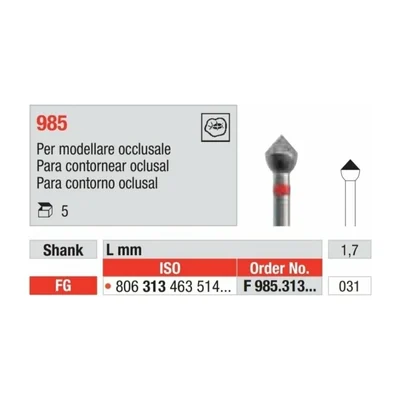 985
Per modellare occlusale
Para contornear oclusal
Para contorno oclusal
5
Shank L mm 1,7
ISO Order No.
FG • 806 313 463 514... F 985.313... 031